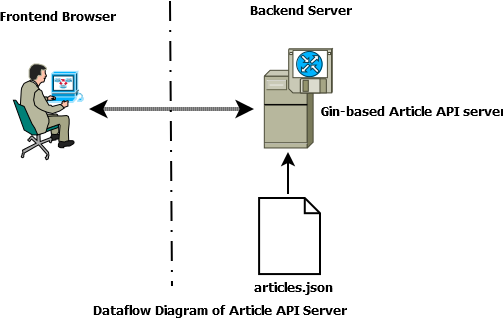 Frontend Browser
Backend Server
Gin-based Article API server
articles.json
Dataflow Diagram of Article API Server